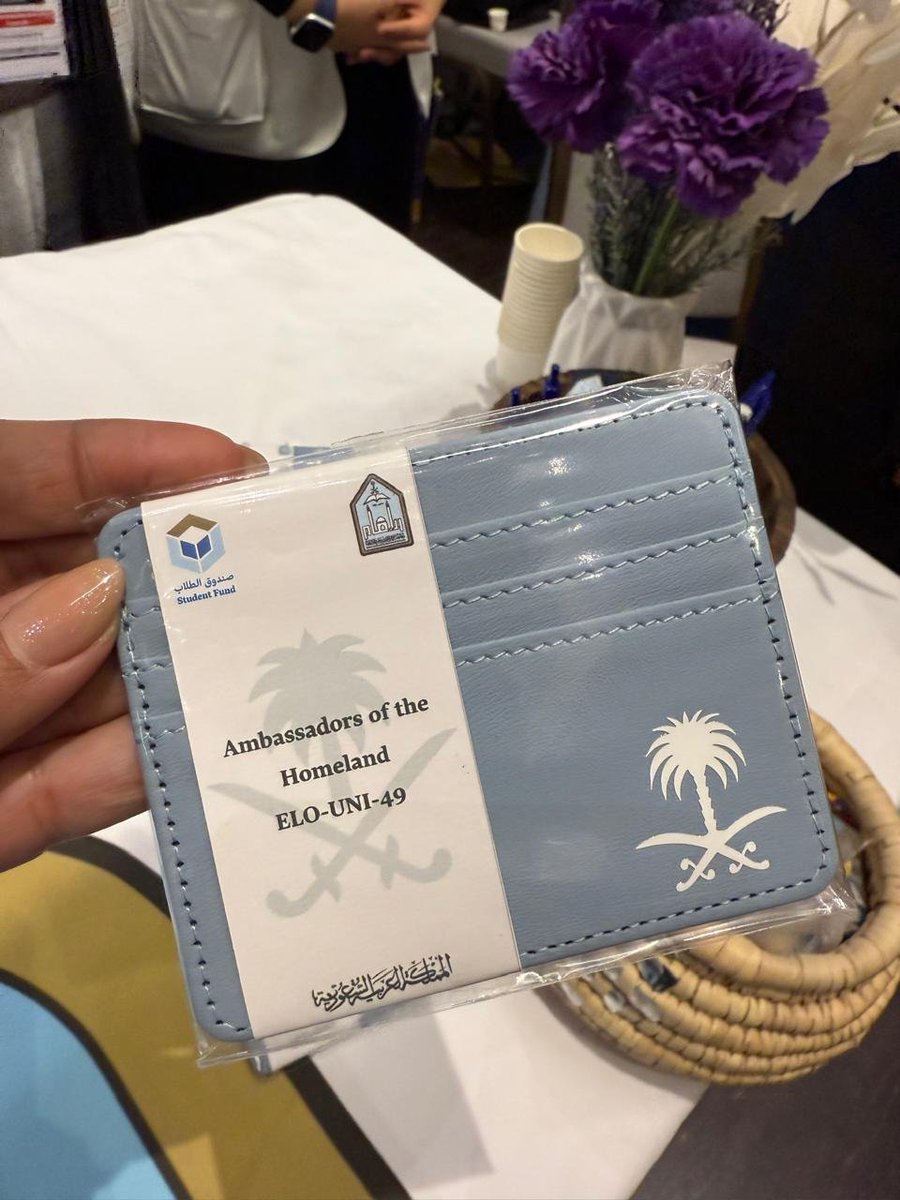 صندوق الطلاب
Student Fund
Ambassadors of the
Homeland
ELO-UNI-49
المملكة العربية السعودية